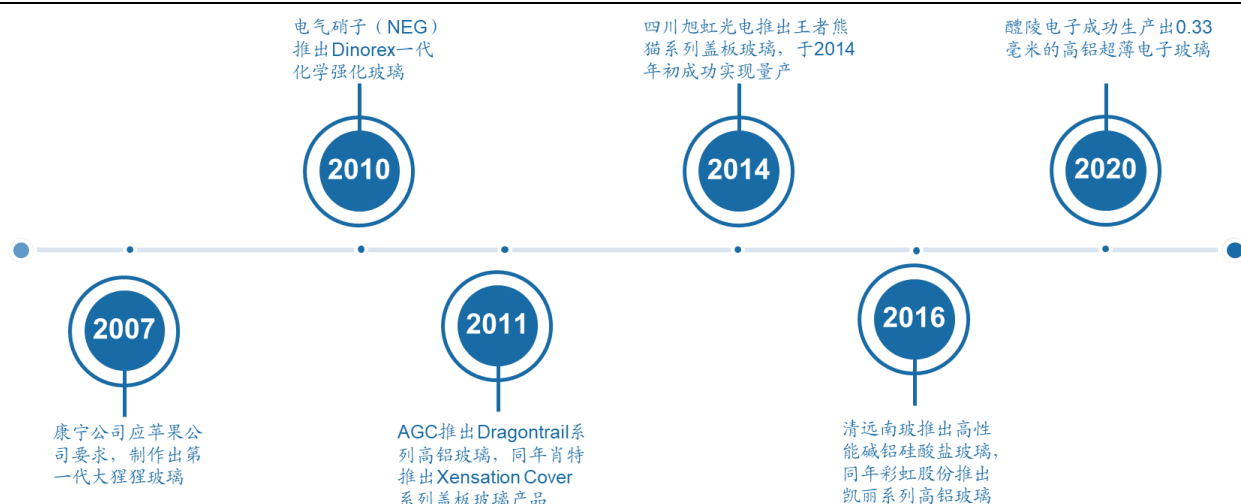 电气硝子（NEG）
推出Dinorex一代
化学强化玻璃
四川旭虹光电推出王者熊
猫系列盖板玻璃，于2014
年初成功实现量产
醴陵电子成功生产出0.33
毫米的高铝超薄电子玻璃
2010
2014
2020
2007
2011
2016
康宁公司应苹果公
司要求，制作出第
一代大猩猩玻璃
AGC推出Dragontrail系
列高铝玻璃，同年肖特
推出Xensation Cover
系列盖板玻璃产品
清远南玻推出高性
能碱铝硅酸盐玻璃，
同年彩虹股份推出
凯丽系列高铝玻璃